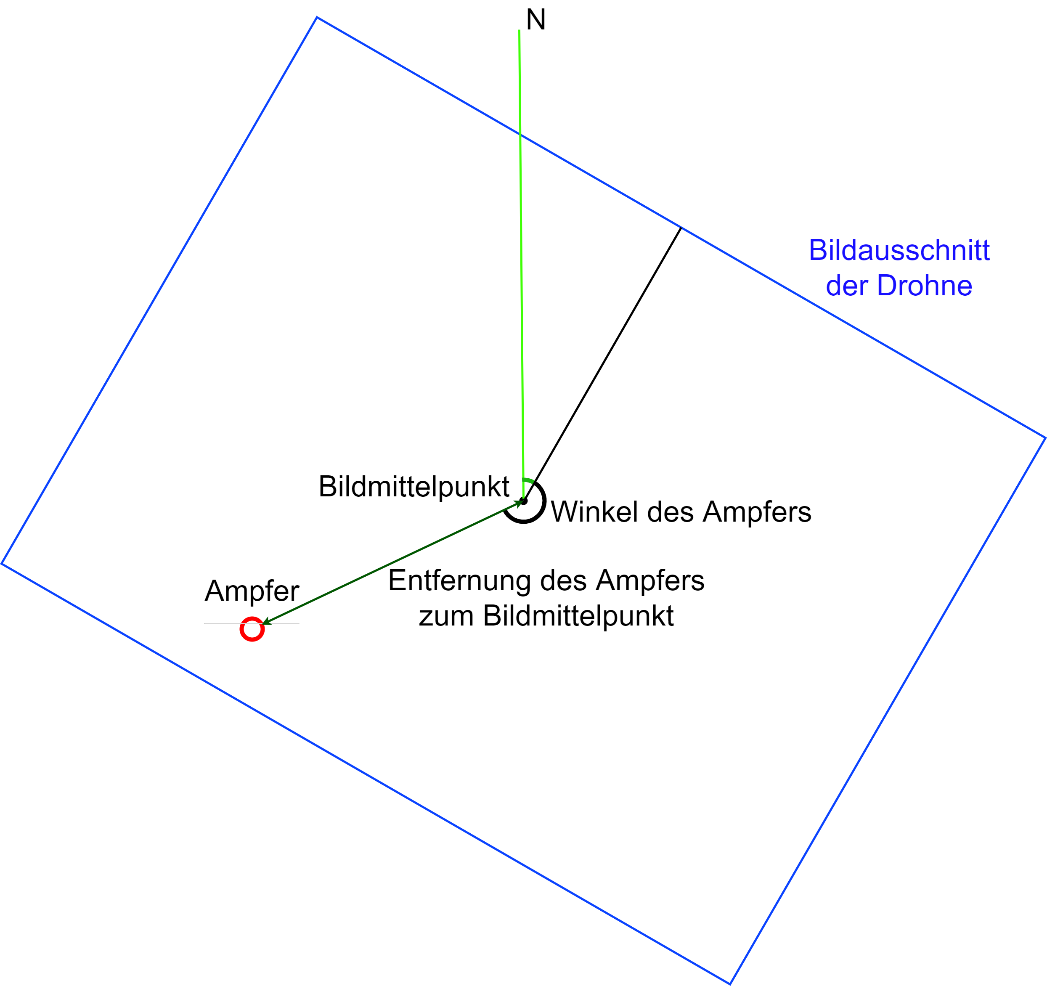 N
Bildausschnitt
der Drohne
Bildmittelpunkt
Winkel des Ampfers
Ampfer
Entfernung des Ampfers
zum Bildmittelpunkt